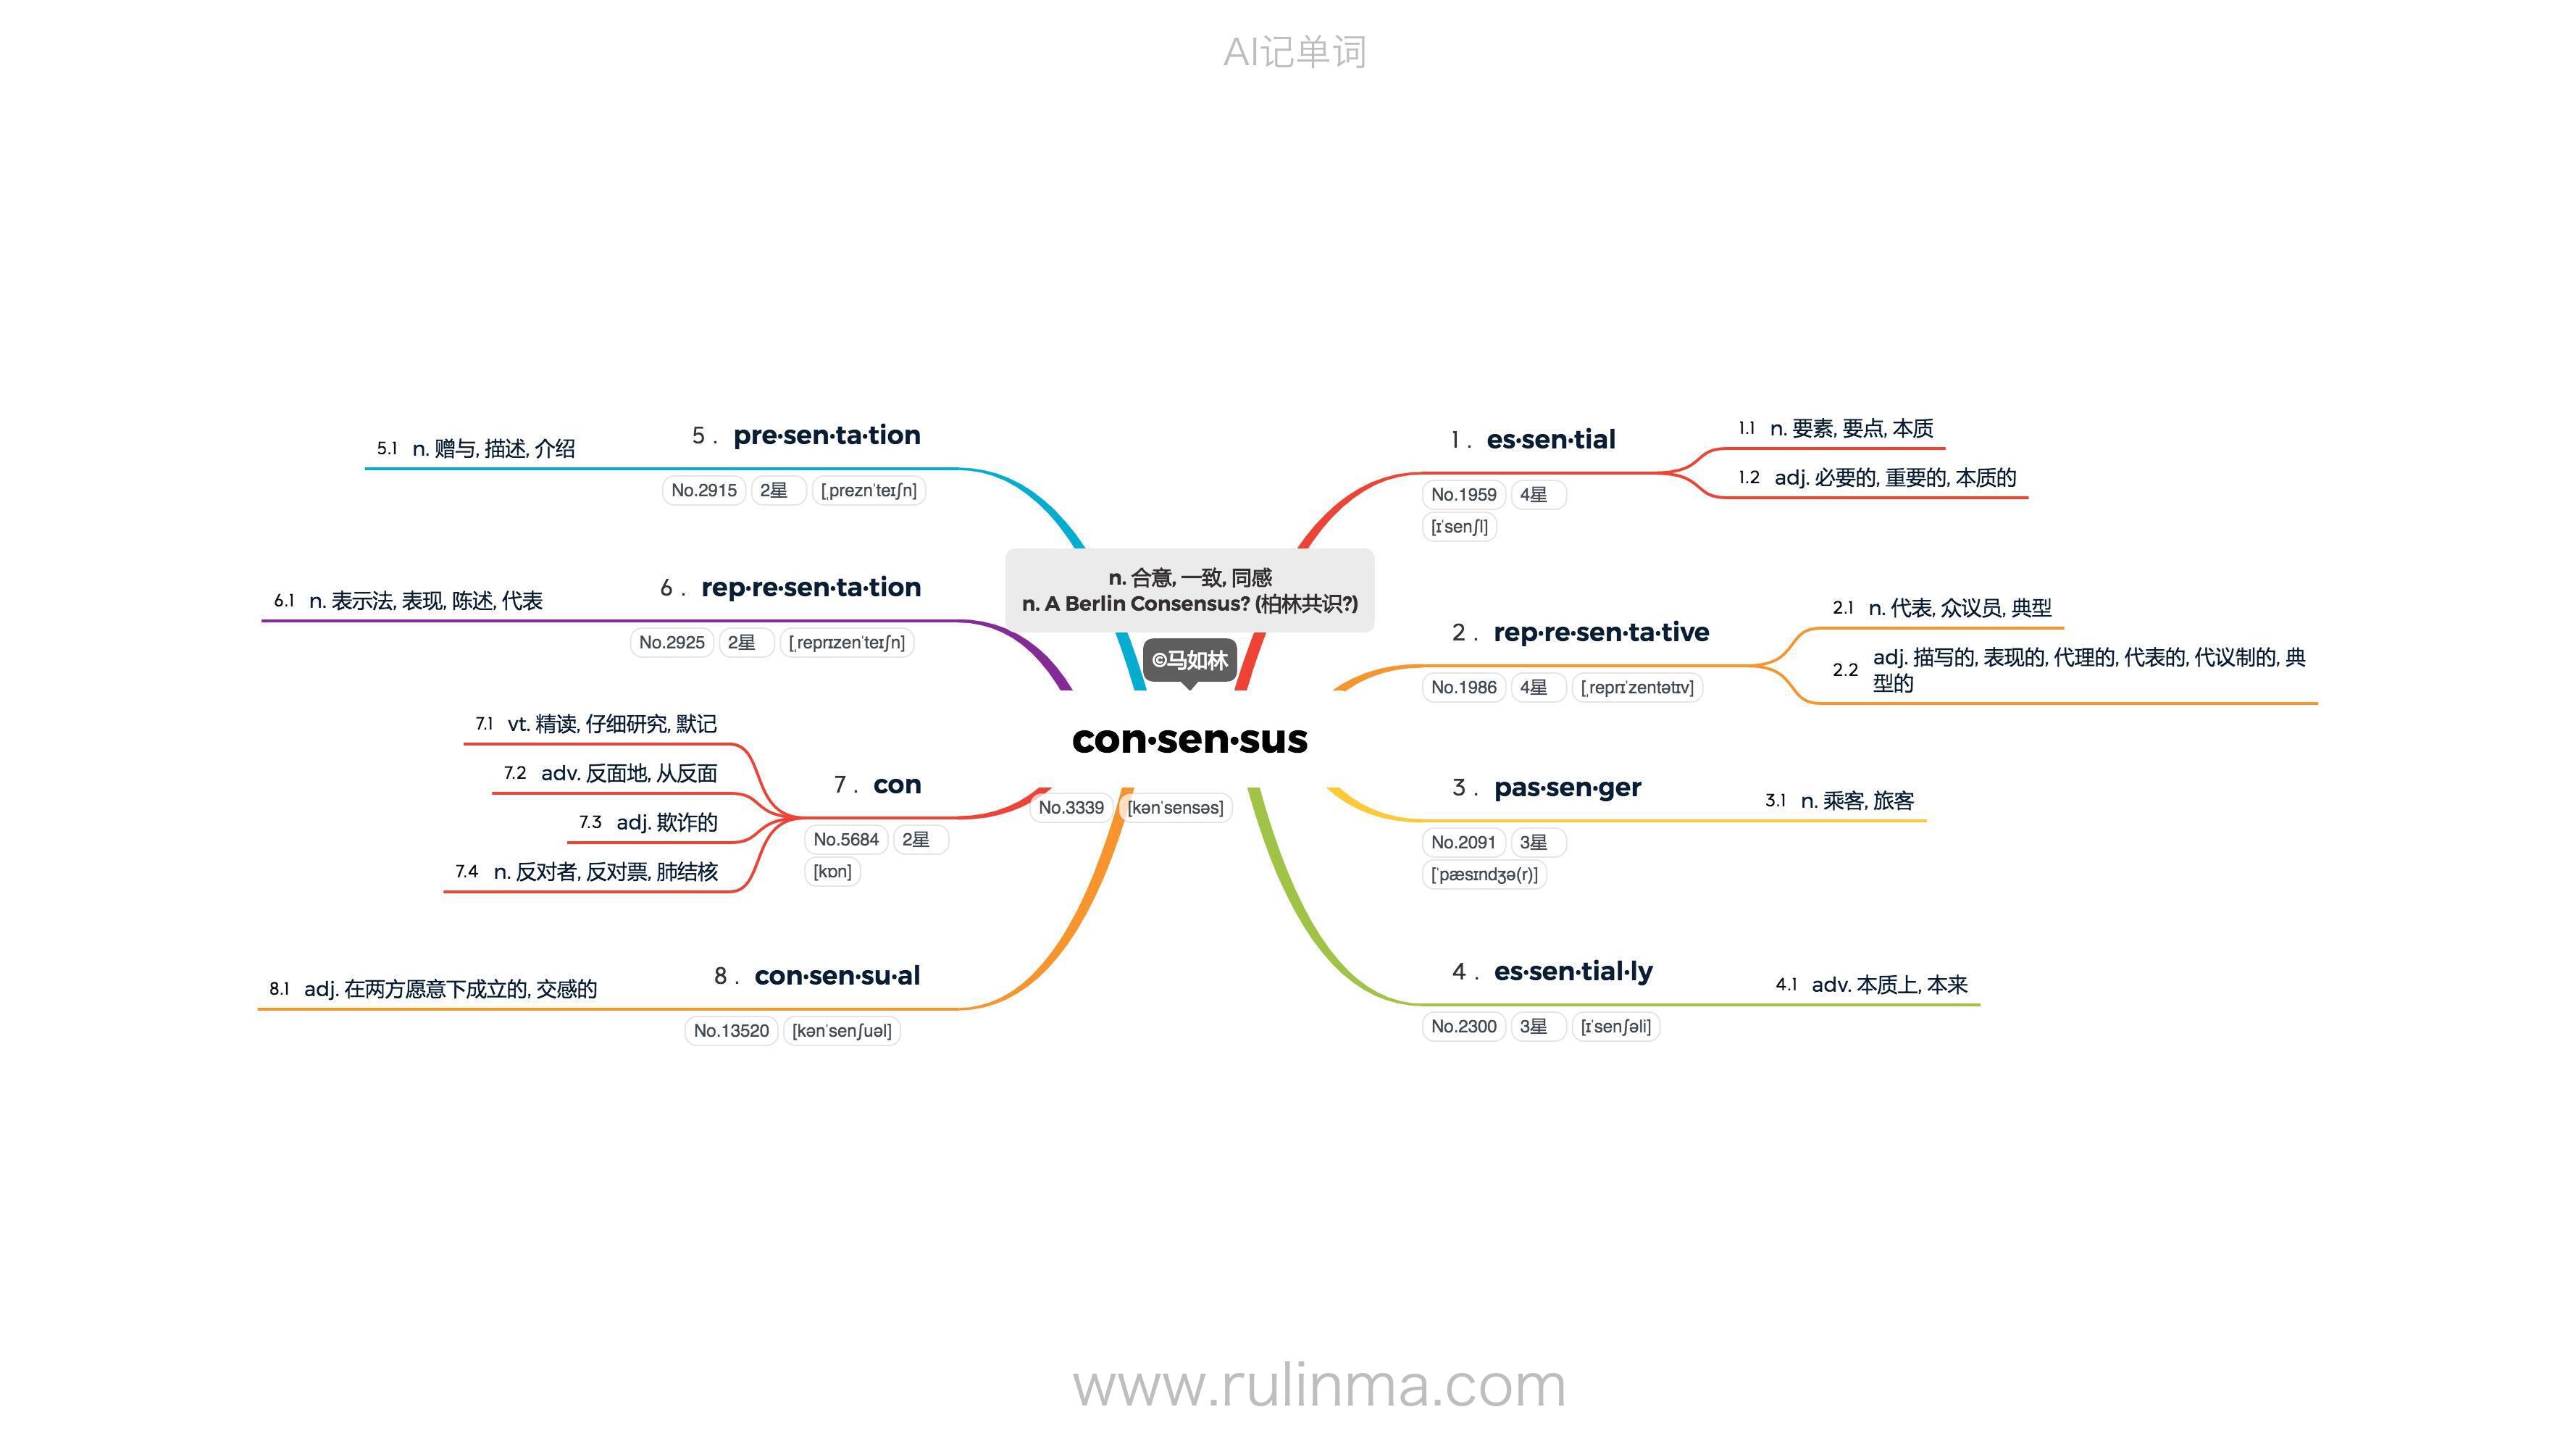 AI记单词
n. 合意, 一致, 同感
n. A Berlin Consensus? (柏林共识?)
©马如林
con·sen·sus
No.3339 [kənˈsensəs]
1 . es·sen·tial
No.1959 4星
[ɪˈsenʃl]
1.1 n. 要素, 要点, 本质
1.2 adj. 必要的, 重要的, 本质的
2 . rep·re·sen·ta·tive
No.1986 4星 [ˌreprɪˈzentətɪv]
2.1 n. 代表, 众议员, 典型
2.2 adj. 描写的, 表现的, 代理的, 代表的, 代议制的, 典
型的
3 . pas·sen·ger
No.2091 3星
[ˈpæsɪndʒə(r)]
3.1 n. 乘客, 旅客
4 . es·sen·tial·ly
No.2300 3星 [ɪˈsenʃəli]
4.1 adv. 本质上, 本来
5 . pre·sen·ta·tion
No.2915 2星 [ˌpreznˈteɪʃn]
5.1 n. 赠与, 描述, 介绍
6 . rep·re·sen·ta·tion
No.2925 2星 [ˌreprɪzenˈteɪʃn]
6.1 n. 表示法, 表现, 陈述, 代表
7 . con
No.5684 2星
[kɒn]
7.1 vt. 精读, 仔细研究, 默记
7.2 adv. 反面地, 从反面
7.3 adj. 欺诈的
7.4 n. 反对者, 反对票, 肺结核
8 . con·sen·su·al
No.13520 [kənˈsenʃuəl]
8.1 adj. 在两方愿意下成立的, 交感的
www.rulinma.com